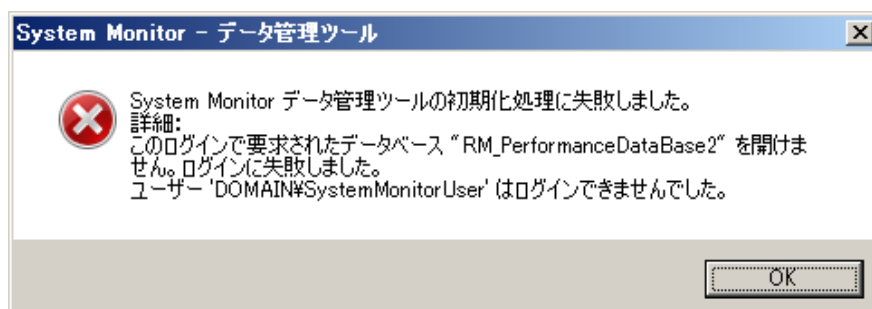 System Monitor - データ管理ツール
System Monitor データ管理ツールの初期化処理に失敗しました。
詳細:
このログインで要求されたデータベース "RM_PerformanceDataBase2" を開けま
せん。ログインに失敗しました。
ユーザー 'DOMAIN¥SystemMonitorUser' はログインできませんでした。
OK